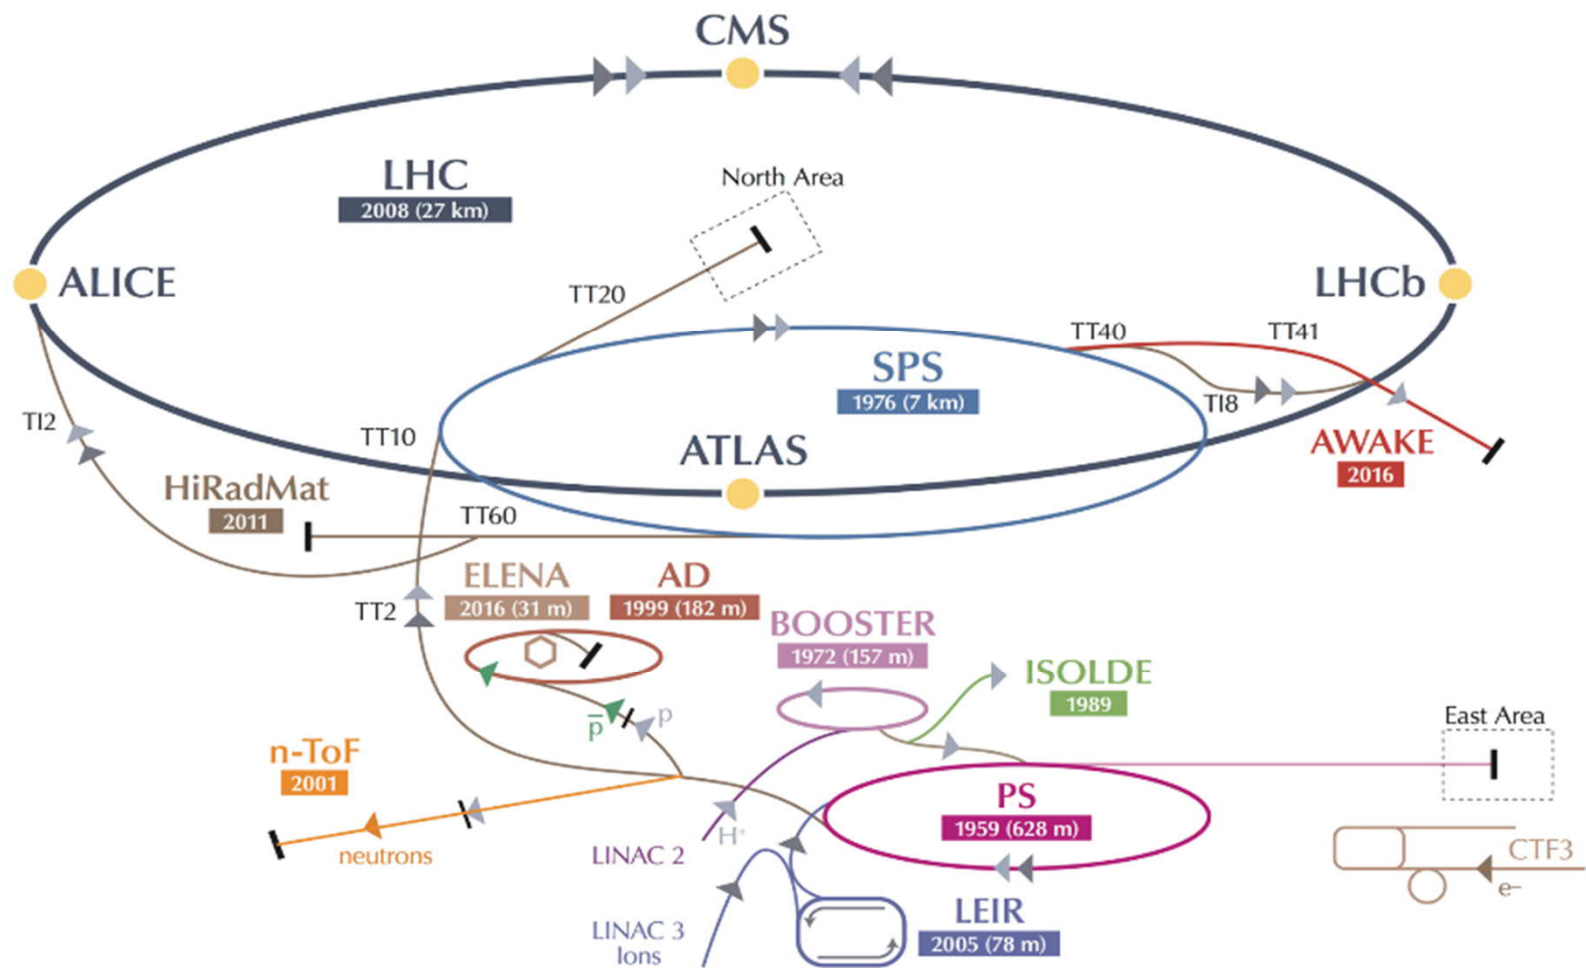 CMS
LHC
2008 (27 km)
North Area
ALICE
TT20
LHCb
TT40
TT41
SPS
1976 (7 km)
TI2
TI8
TT10
ATLAS
AWAKE
2016
HiRadMat
2011
TT60
ELENA
2016 (31 m)
AD
1999 (182 m)
TT2
BOOSTER
1972 (157 m)
ISOLDE
1989
p̅
p
East Area
n-ToF
2001
PS
1959 (628 m)
neutrons
H⁺
LINAC 2
CTF3
e–
LEIR
2005 (78 m)
LINAC 3
Ions